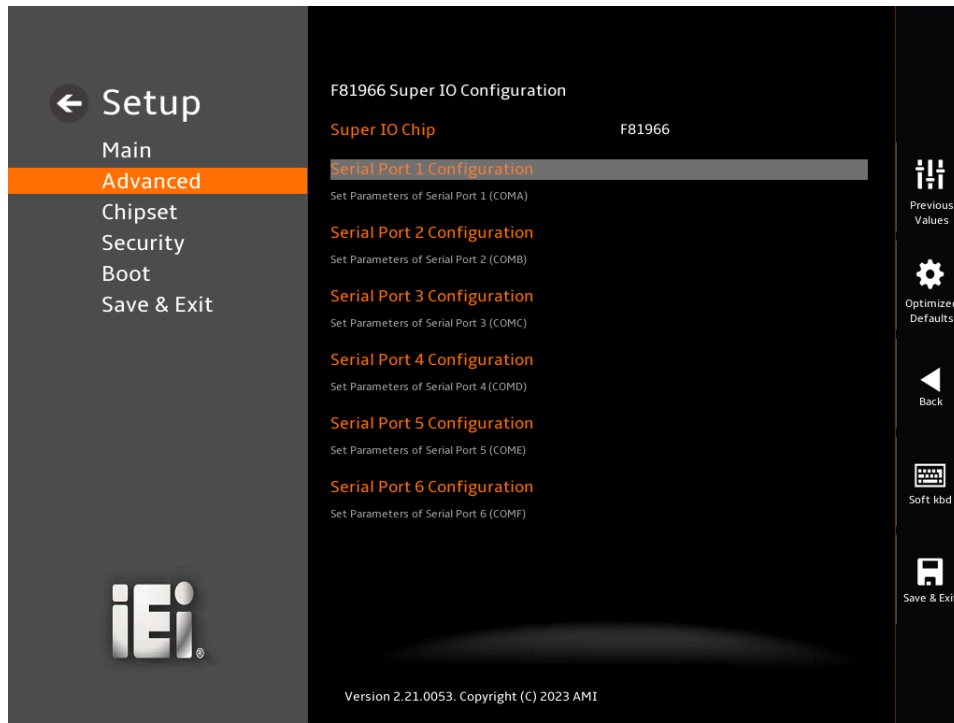 Setup
Main
Advanced
Chipset
Security
Boot
Save & Exit
iEi®
F81966 Super IO Configuration
Super IO Chip F81966
Serial Port 1 Configuration
Set Parameters of Serial Port 1 (COMA)
Serial Port 2 Configuration
Set Parameters of Serial Port 2 (COMB)
Serial Port 3 Configuration
Set Parameters of Serial Port 3 (COMC)
Serial Port 4 Configuration
Set Parameters of Serial Port 4 (COMD)
Serial Port 5 Configuration
Set Parameters of Serial Port 5 (COME)
Serial Port 6 Configuration
Set Parameters of Serial Port 6 (COMF)
Version 2.21.0053. Copyright (C) 2023 AMI
Previous
Values
Optimized
Defaults
Back
Soft kbd
Save & Exit